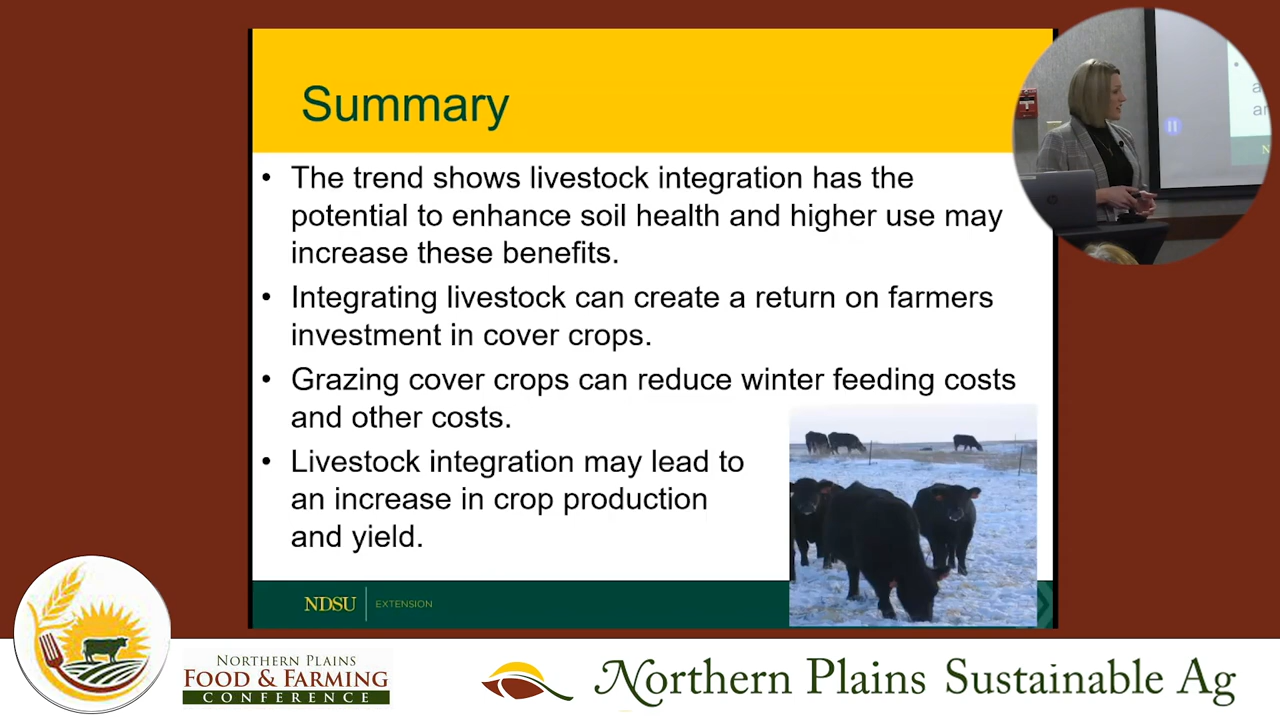 Summary
• The trend shows livestock integration has the
potential to enhance soil health and higher use may
increase these benefits.
• Integrating livestock can create a return on farmers
investment in cover crops.
• Grazing cover crops can reduce winter feeding costs
and other costs.
• Livestock integration may lead to
an increase in crop production
and yield.
NDSU EXTENSION
NORTHERN PLAINS
FOOD & FARMING
CONFERENCE
Northern Plains Sustainable Ag